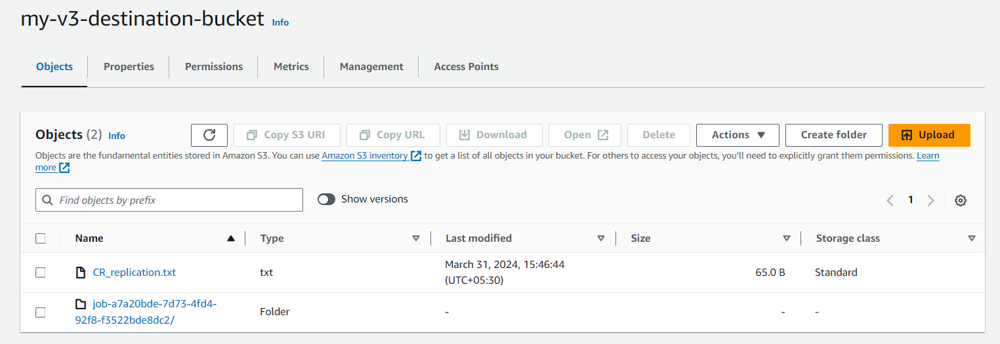 my-v3-destination-bucket Info
Objects Properties Permissions Metrics Management Access Points
Objects (2) Info Copy S3 URI Copy URL Download Open Delete Actions Create folder Upload
Objects are the fundamental entities stored in Amazon S3. You can use Amazon S3 inventory to get a list of all objects in your bucket. For others to access your objects, you’ll need to explicitly grant them permissions. Learn
more
Find objects by prefix Show versions 1
Name Type Last modified Size Storage class
CR_replication.txt txt March 31, 2024, 15:46:44 65.0 B Standard
(UTC+05:30)
job-a7a20bde-7d73-4fd4- Folder - - -
92f8-f3522bde8dc2/